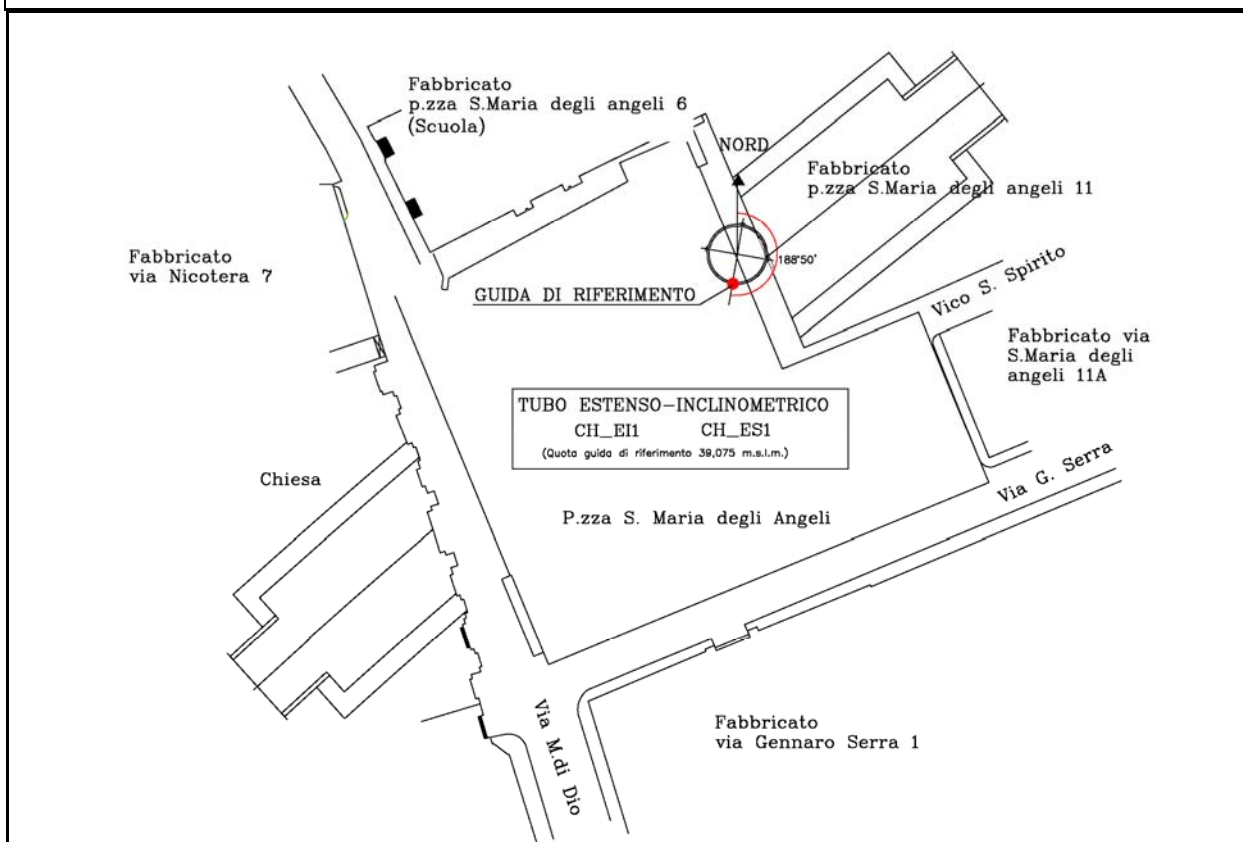 Fabbricato
p.zza S.Maria degli angeli 6
(Scuola)
NORD
Fabbricato
p.zza S.Maria degli angeli 11
Fabbricato
via Nicotera 7
188°50'
GUIDA DI RIFERIMENTO
Vico S. Spirito
Fabbricato via
S.Maria degli
angeli 11A
TUBO ESTENSO-INCLINOMETRICO
CH_EI1 CH_ES1
(Quota guida di riferimento 39,075 m.s.l.m.)
Chiesa
Via G. Serra
P.zza S. Maria degli Angeli
Via M.di Dio
Fabbricato
via Gennaro Serra 1